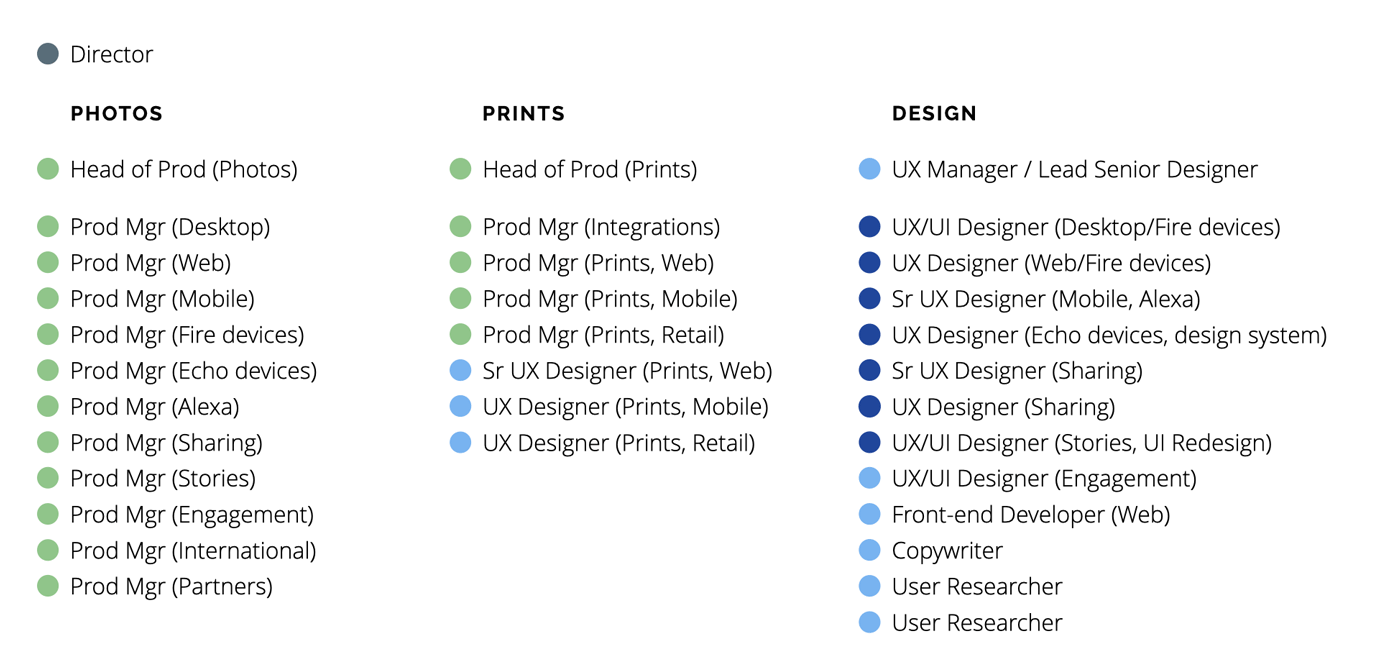 Director
PHOTOS
Head of Prod (Photos)
Prod Mgr (Desktop)
Prod Mgr (Web)
Prod Mgr (Mobile)
Prod Mgr (Fire devices)
Prod Mgr (Echo devices)
Prod Mgr (Alexa)
Prod Mgr (Sharing)
Prod Mgr (Stories)
Prod Mgr (Engagement)
Prod Mgr (International)
Prod Mgr (Partners)
PRINTS
Head of Prod (Prints)
Prod Mgr (Integrations)
Prod Mgr (Prints, Web)
Prod Mgr (Prints, Mobile)
Prod Mgr (Prints, Retail)
Sr UX Designer (Prints, Web)
UX Designer (Prints, Mobile)
UX Designer (Prints, Retail)
DESIGN
UX Manager / Lead Senior Designer
UX/UI Designer (Desktop/Fire devices)
UX Designer (Web/Fire devices)
Sr UX Designer (Mobile, Alexa)
UX Designer (Echo devices, design system)
Sr UX Designer (Sharing)
UX Designer (Sharing)
UX/UI Designer (Stories, UI Redesign)
UX/UI Designer (Engagement)
Front-end Developer (Web)
Copywriter
User Researcher
User Researcher